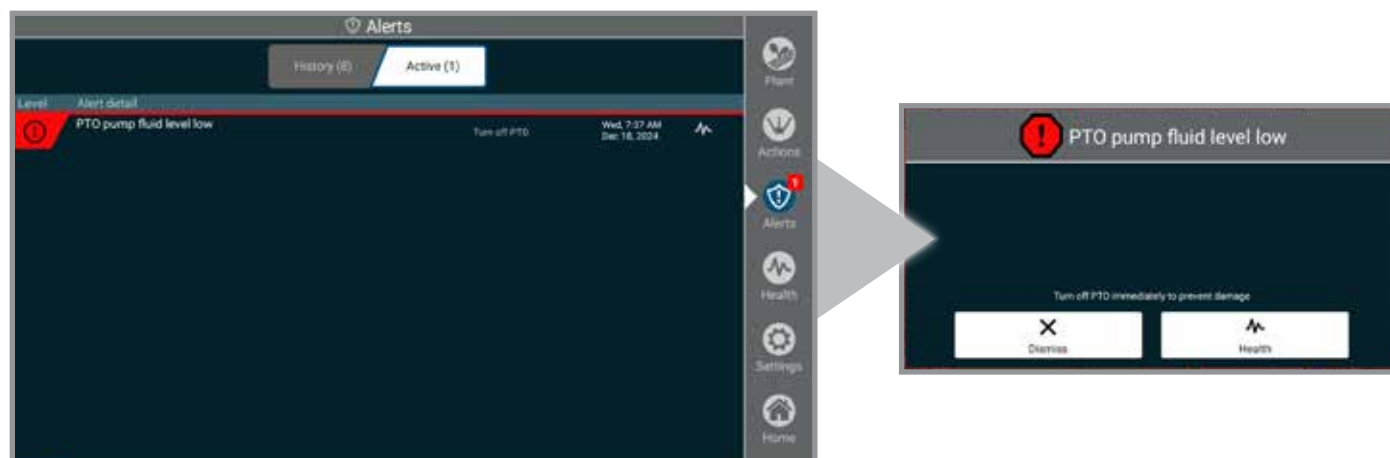 Alerts
History (8)
Active (1)
Level Alert detail
PTO pump fluid level low
Turn off PTO
Wed, 7:37 AM
Dec 18, 2024
Plant
Actions
1
Alerts
Health
Settings
Home
PTO pump fluid level low
Turn off PTO immediately to prevent damage
Dismiss
Health